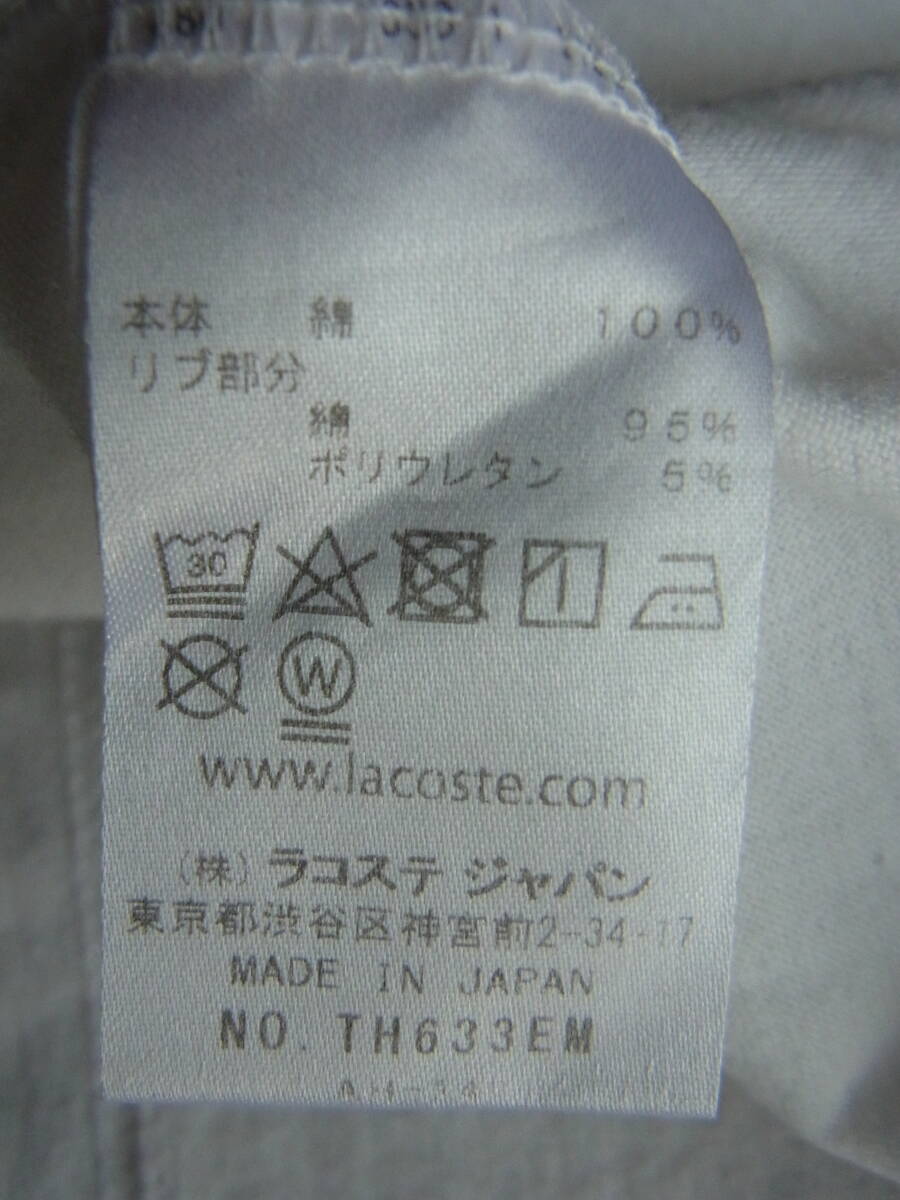 本体 綿 100%
リブ部分
綿 95%
ポリウレタン 5%
30
W
www.lacoste.com
(株) ラコステ ジャパン
東京都渋谷区神宮前2-34-17
MADE IN JAPAN
NO. TH633EM